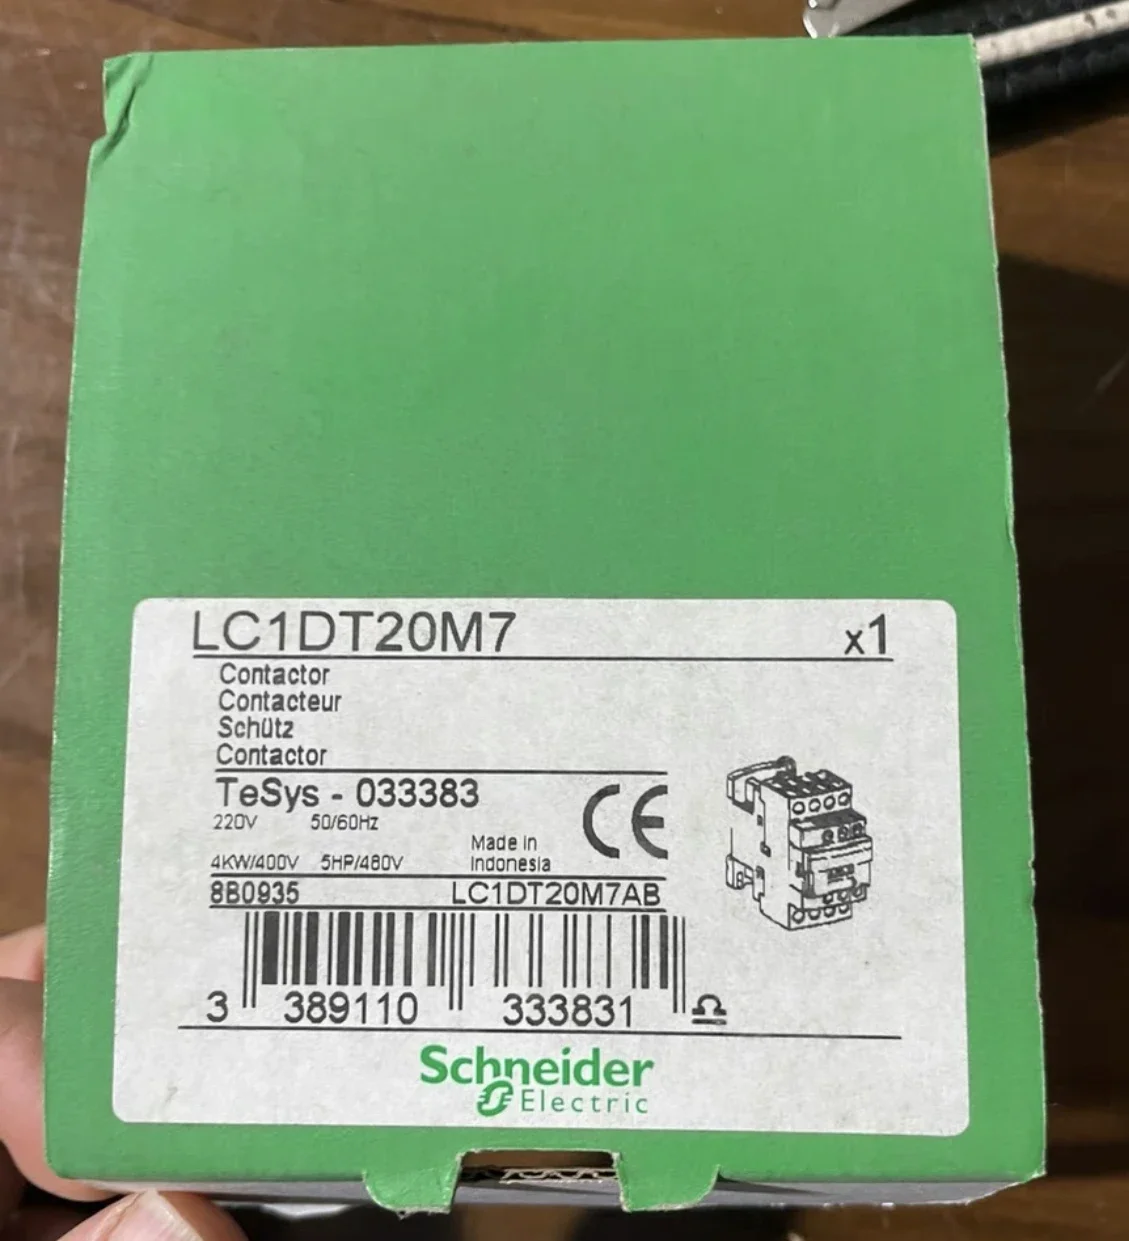 LC1DT20M7 x1
Contactor
Contacteur
Schütz
Contactor
TeSys - 033383
220V 50/60Hz
CE
Made in
Indonesia
4KW/400V 5HP/480V
8B0935 LC1DT20M7AB
3 389110 333831
Schneider
Electric